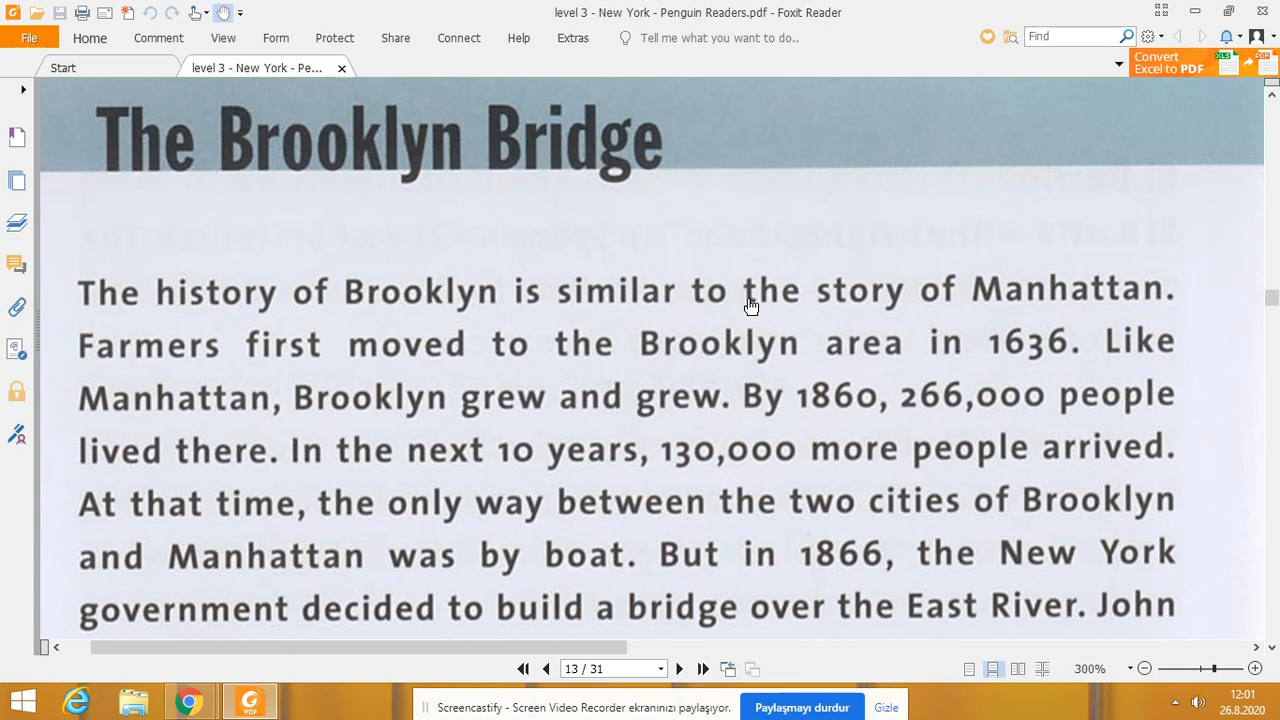 level 3 - New York - Penguin Readers.pdf - Foxit Reader
File Home Comment View Form Protect Share Connect Help Extras Tell me what you want to do.. Find
Start level 3 - New York - Pe... Convert
Excel to PDF
The Brooklyn Bridge
The history of Brooklyn is similar to the story of Manhattan.
Farmers first moved to the Brooklyn area in 1636. Like
Manhattan, Brooklyn grew and grew. By 1860, 266,000 people
lived there. In the next 10 years, 130,000 more people arrived.
At that time, the only way between the two cities of Brooklyn
and Manhattan was by boat. But in 1866, the New York
government decided to build a bridge over the East River. John
13 / 31 300%
PDF
Screencastify - Screen Video Recorder ekranınızı paylaşıyor. Paylaşmayı durdur Gizle
12:01
26.8.2020